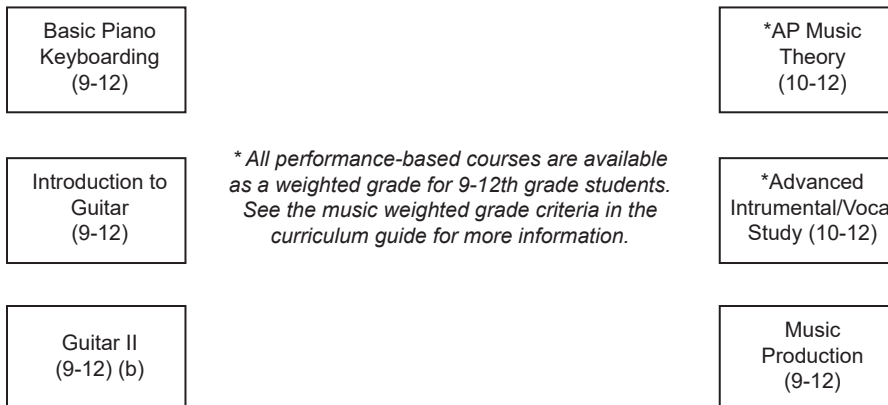 Basic Piano
Keyboarding
(9-12)
Introduction to
Guitar
(9-12)
Guitar II
(9-12) (b)
* All performance-based courses are available
as a weighted grade for 9-12th grade students.
See the music weighted grade criteria in the
curriculum guide for more information.
*AP Music
Theory
(10-12)
*Advanced
Intrumental/Voca
Study (10-12)
Music
Production
(9-12)